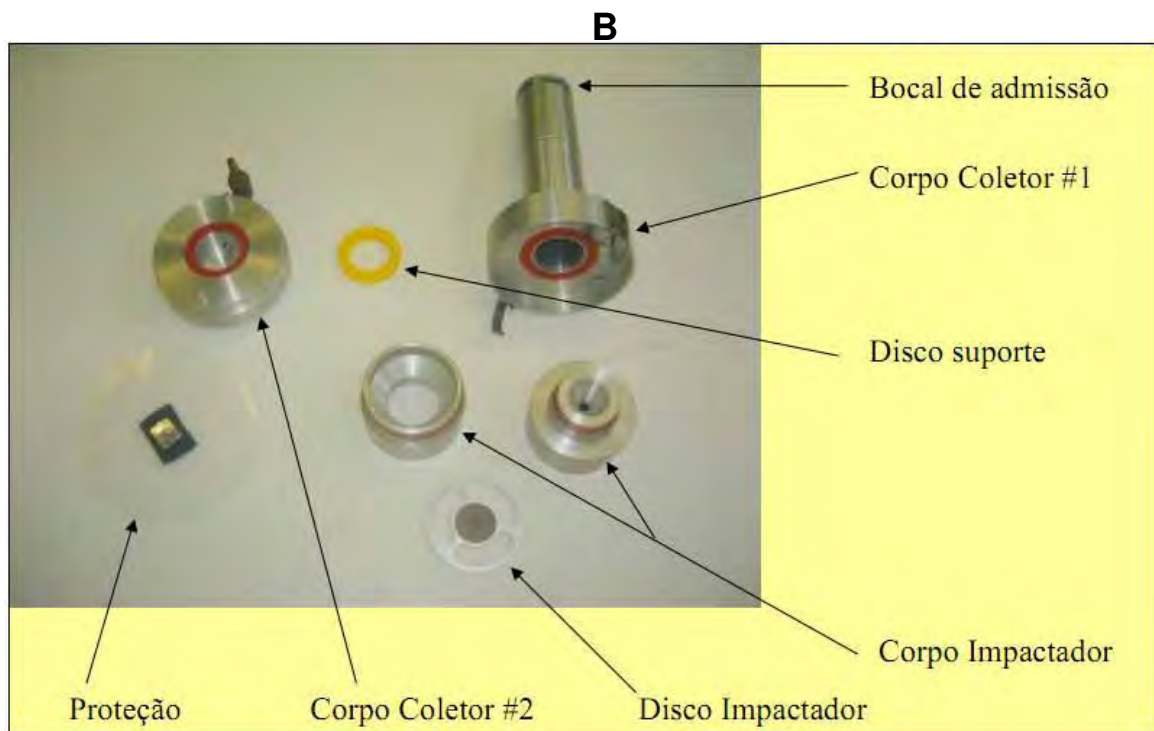 B
Bocal de admissão
Corpo Coletor #1
Disco suporte
Corpo Impactador
Proteção
Corpo Coletor #2
Disco Impactador